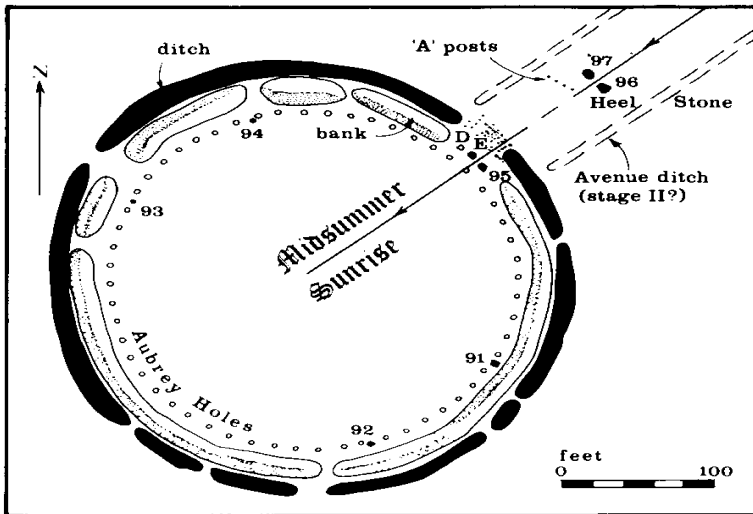 'A' posts
97
96
Heel Stone
ditch
N
94
bank
D E
95
Avenue ditch
(stage II?)
93
Midsummer
Sunrise
Aubrey Holes
91
92
feet
0 100